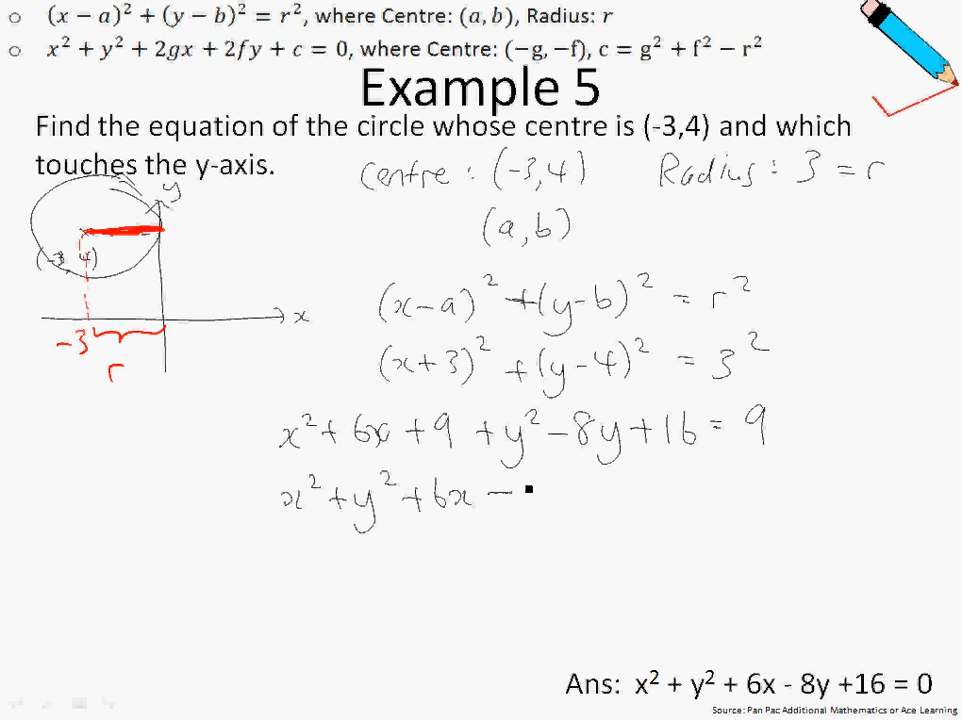 ○ (x − a)² + (y − b)² = r², where Centre: (a, b), Radius: r
○ x² + y² + 2gx + 2fy + c = 0, where Centre: (−g, −f), c = g² + f² − r²
Example 5
Find the equation of the circle whose centre is (-3,4) and which
touches the y-axis.
Centre : (-3,4) Radius : 3 = r
(a, b)
y
(-3 4)
x
-3
r
(x-a)² + (y-b)² = r²
(x+3)² + (y-4)² = 3²
x² + 6x + 9 + y² - 8y + 16 = 9
x² + y² + 6x -
Ans: x² + y² + 6x - 8y +16 = 0
Source: Pan Pac Additional Mathematics or Ace Learning